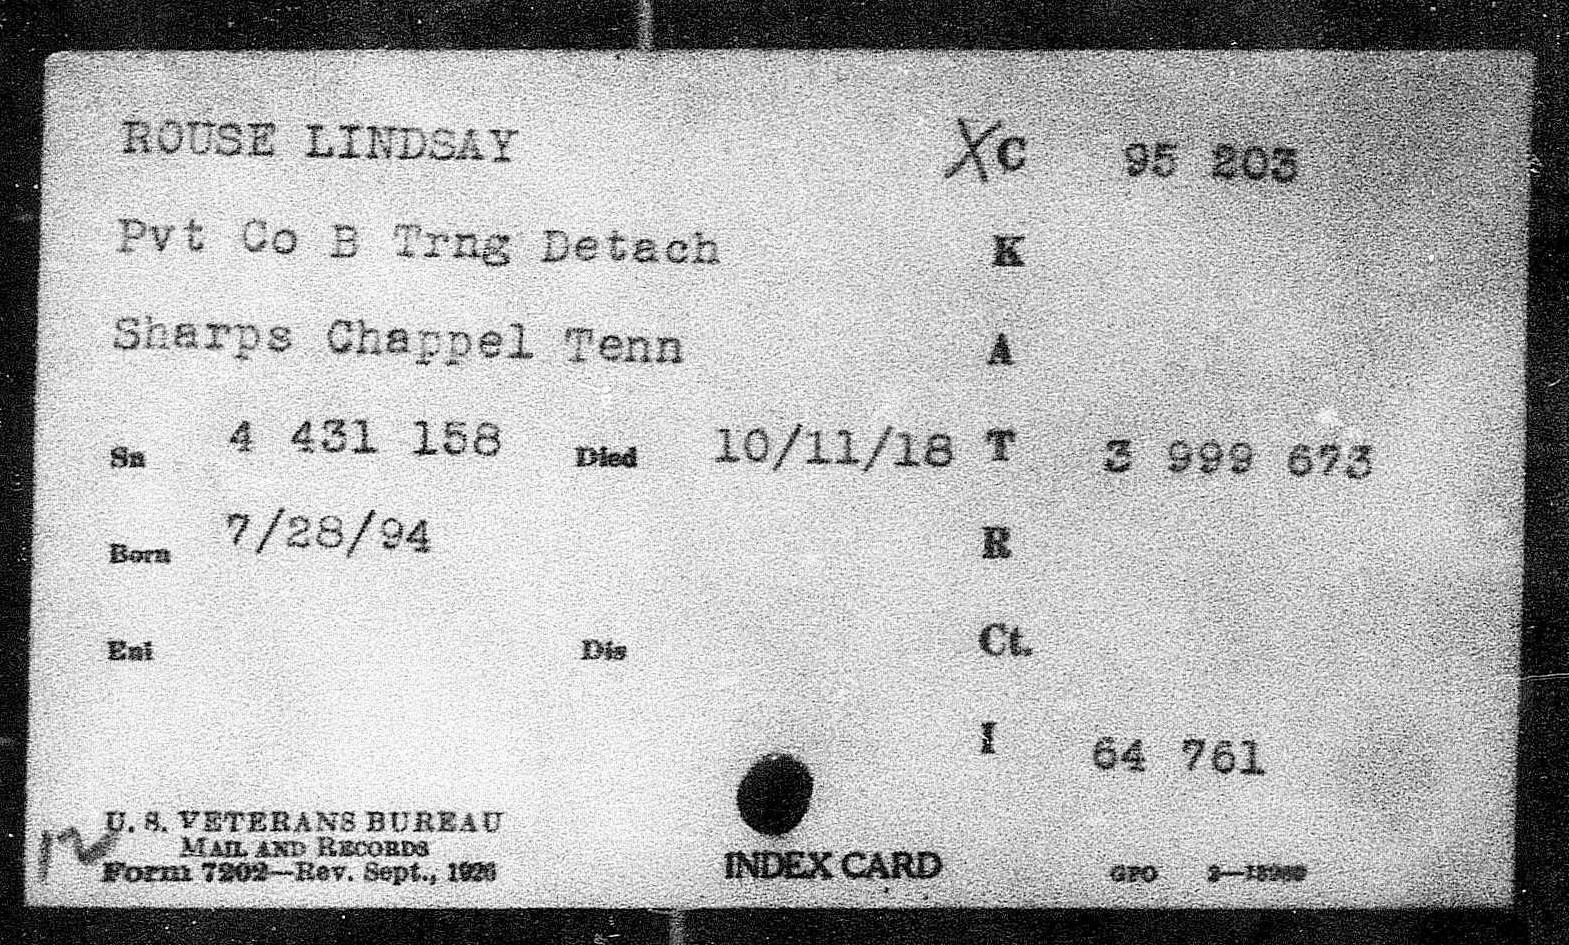 ROUSE LINDSAY XC 95 203
Pvt Co B Trng Detach K
Sharps Chappel Tenn A
Sn 4 431 158 Died 10/11/18 T 3 999 673
Born 7/28/94 R
Enl Dis Ct.
I 64 761
U. S. VETERANS BUREAU
MAIL AND RECORDS
Form 7202—Rev. Sept., 1926
INDEX CARD
GPO